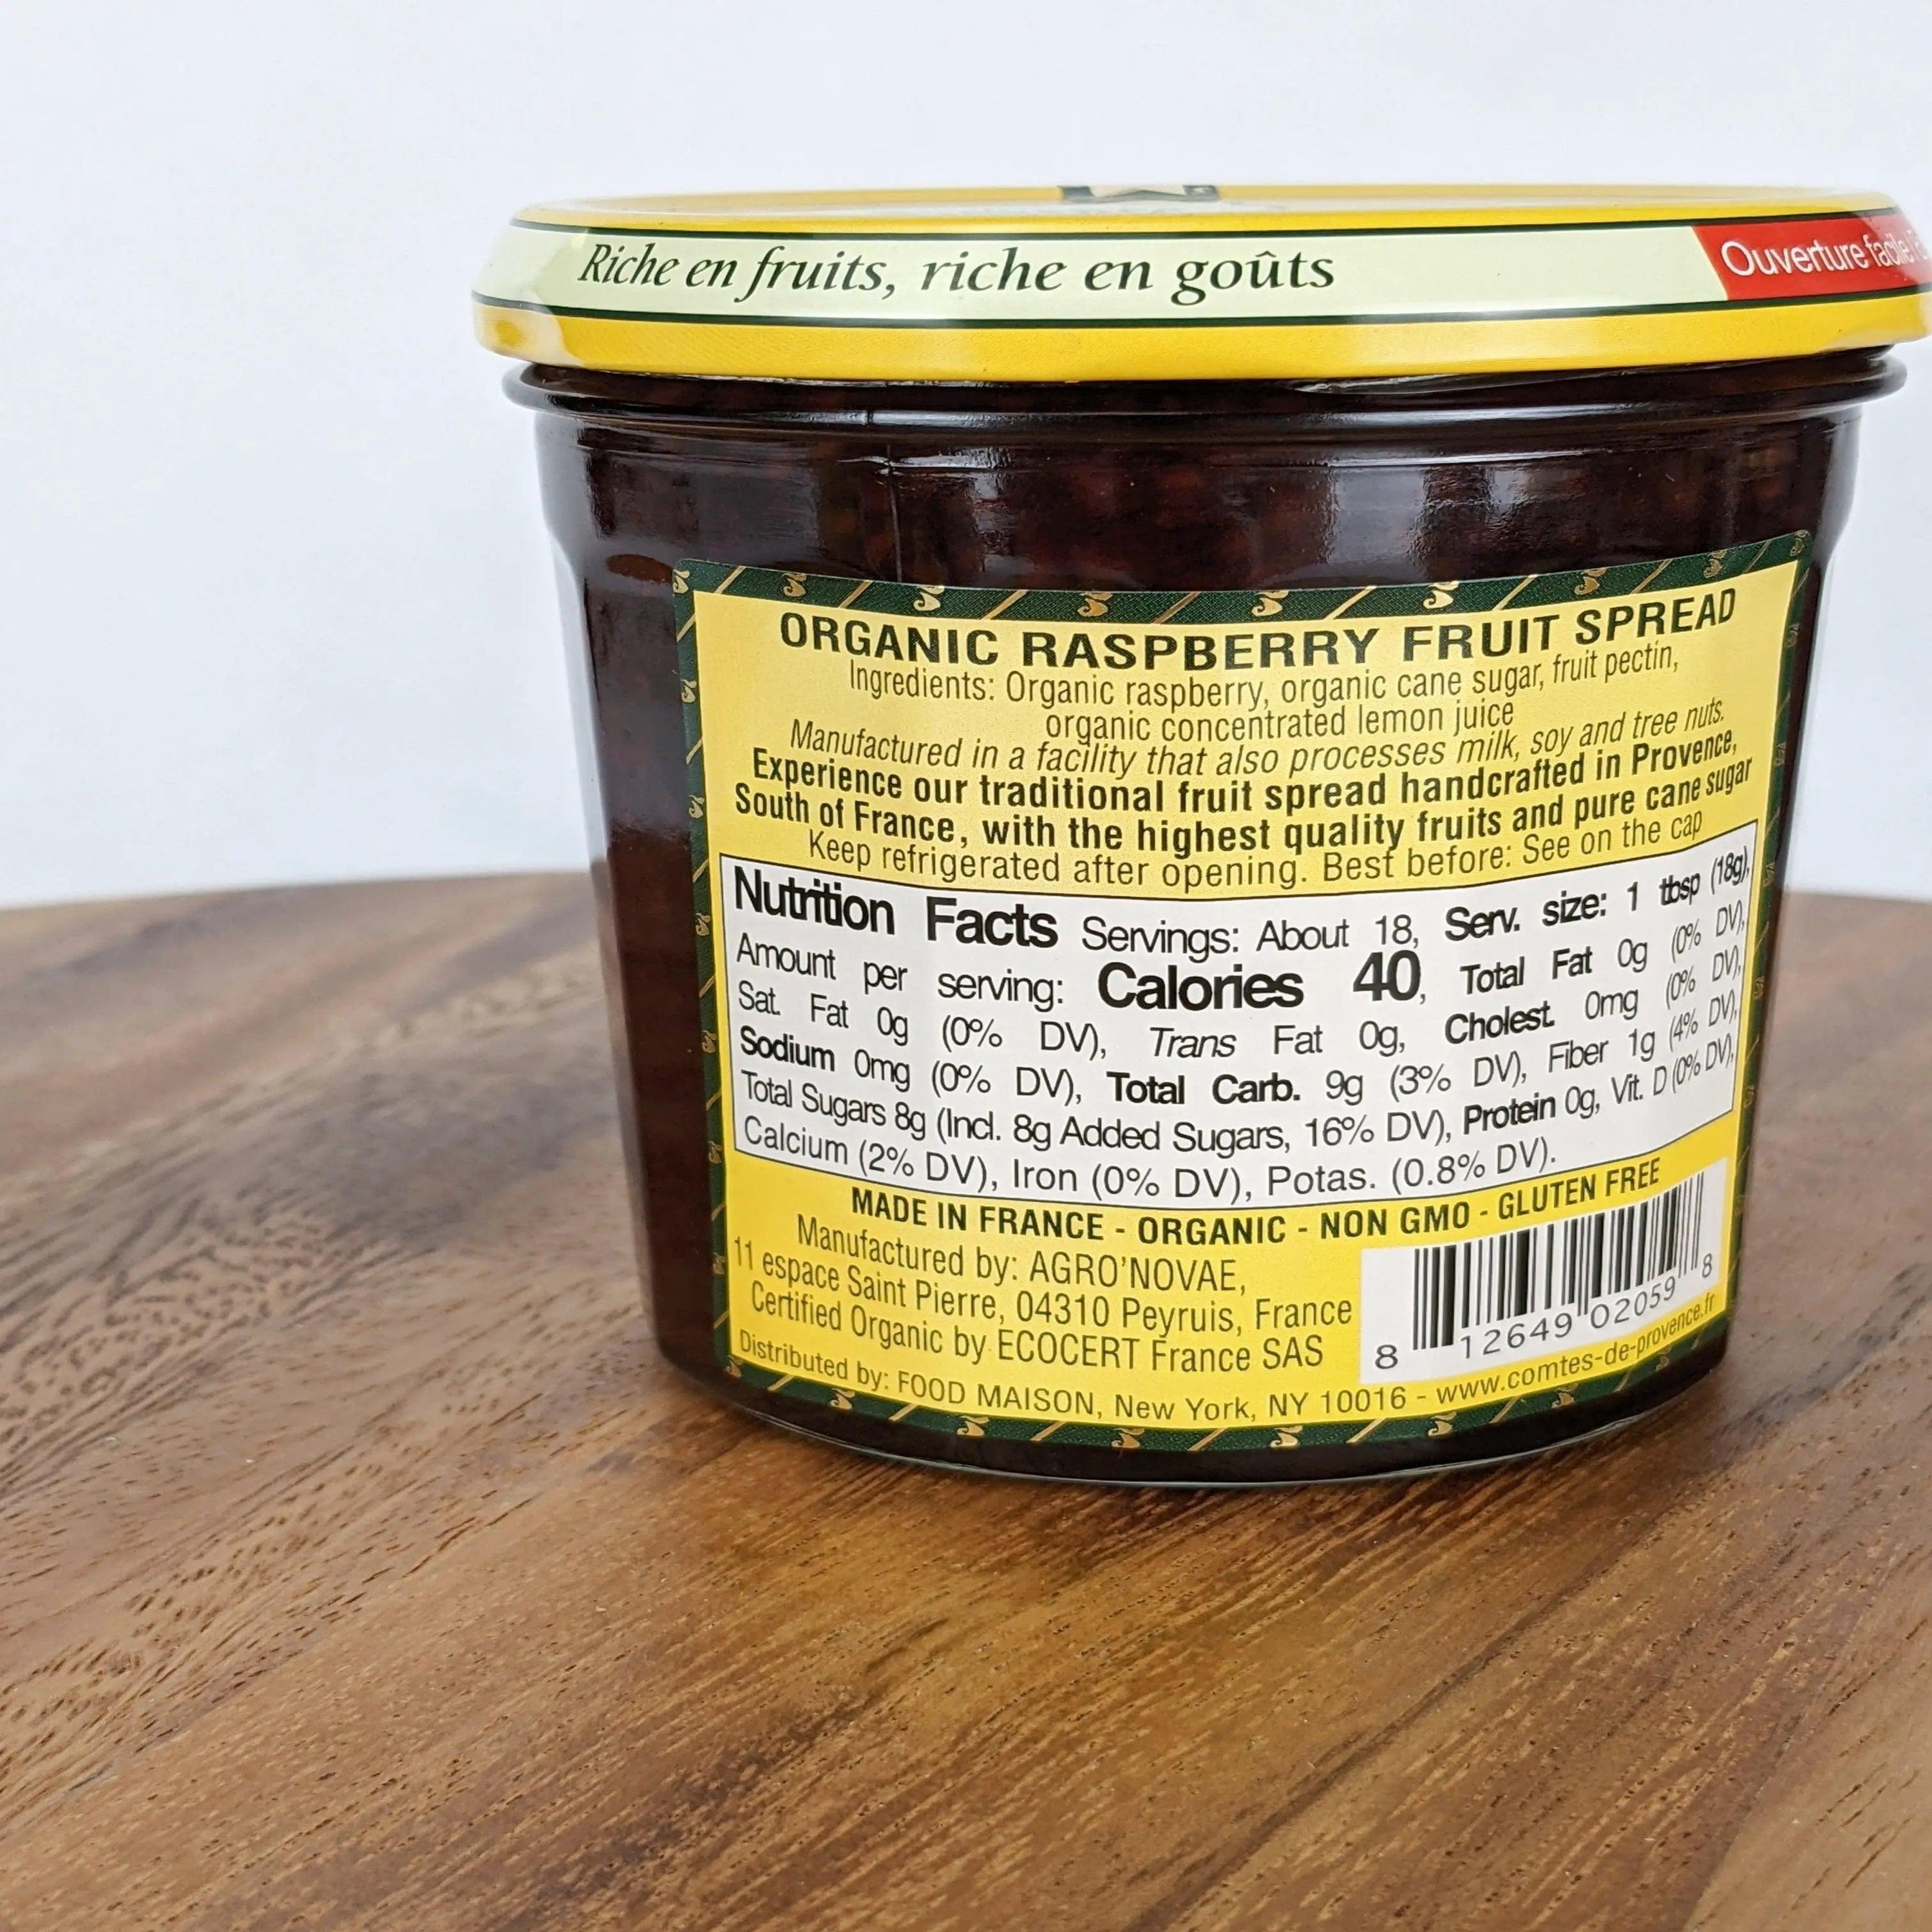 Riche en fruits, riche en goûts
Ouverture facile
ORGANIC RASPBERRY FRUIT SPREAD
Ingredients: Organic raspberry, organic cane sugar, fruit pectin,
organic concentrated lemon juice
Manufactured in a facility that also processes milk, soy and tree nuts.
Experience our traditional fruit spread handcrafted in Provence,
South of France, with the highest quality fruits and pure cane sugar
Keep refrigerated after opening. Best before: See on the cap
Nutrition Facts Servings: About 18, Serv. size: 1 tbsp (18g),
Amount per serving: Calories 40, Total Fat 0g (0% DV),
Sat. Fat 0g (0% DV), Trans Fat 0g, Cholest. 0mg (0% DV),
Sodium 0mg (0% DV), Total Carb. 9g (3% DV), Fiber 1g (4% DV),
Total Sugars 8g (Incl. 8g Added Sugars, 16% DV), Protein 0g, Vit. D (0% DV),
Calcium (2% DV), Iron (0% DV), Potas. (0.8% DV).
MADE IN FRANCE - ORGANIC - NON GMO - GLUTEN FREE
Manufactured by: AGRO'NOVAE,
11 espace Saint Pierre, 04310 Peyruis, France
Certified Organic by ECOCERT France SAS
8 12649 02059 8
Distributed by: FOOD MAISON, New York, NY 10016 - www.comtes-de-provence.fr